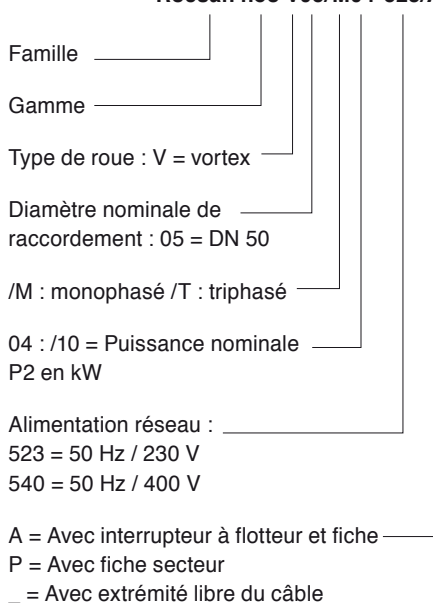 Famille
Gamme
Type de roue : V = vortex
Diamètre nominale de
raccordement : 05 = DN 50
/M : monophasé /T : triphasé
04 : /10 = Puissance nominale
P2 en kW
Alimentation réseau :
523 = 50 Hz / 230 V
540 = 50 Hz / 400 V
A = Avec interrupteur à flotteur et fiche
P = Avec fiche secteur
_ = Avec extrémité libre du câble